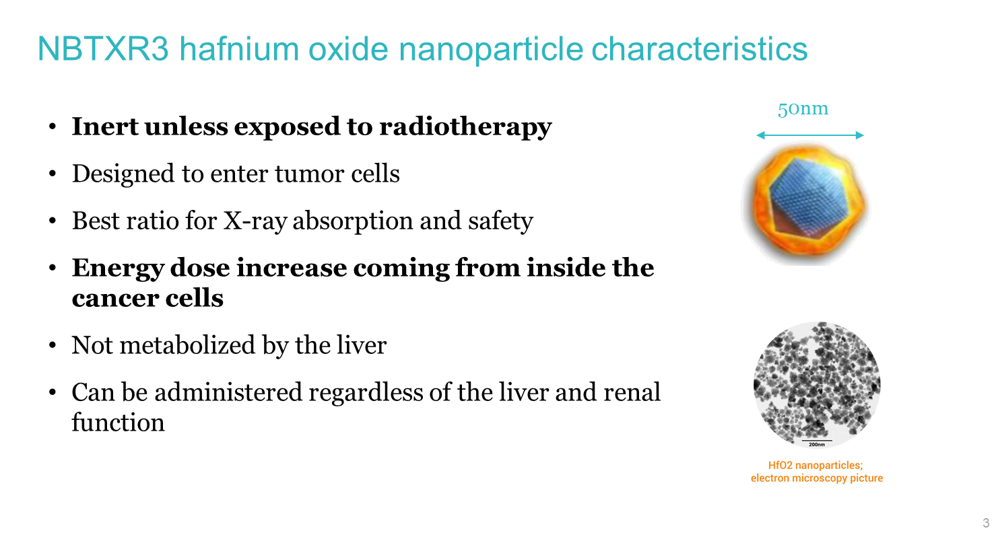 NBTXR3 hafnium oxide nanoparticle characteristics
• Inert unless exposed to radiotherapy
• Designed to enter tumor cells
• Best ratio for X-ray absorption and safety
• Energy dose increase coming from inside the
cancer cells
• Not metabolized by the liver
• Can be administered regardless of the liver and renal
function
50nm
200nm
HfO2 nanoparticles;
electron microscopy picture
3